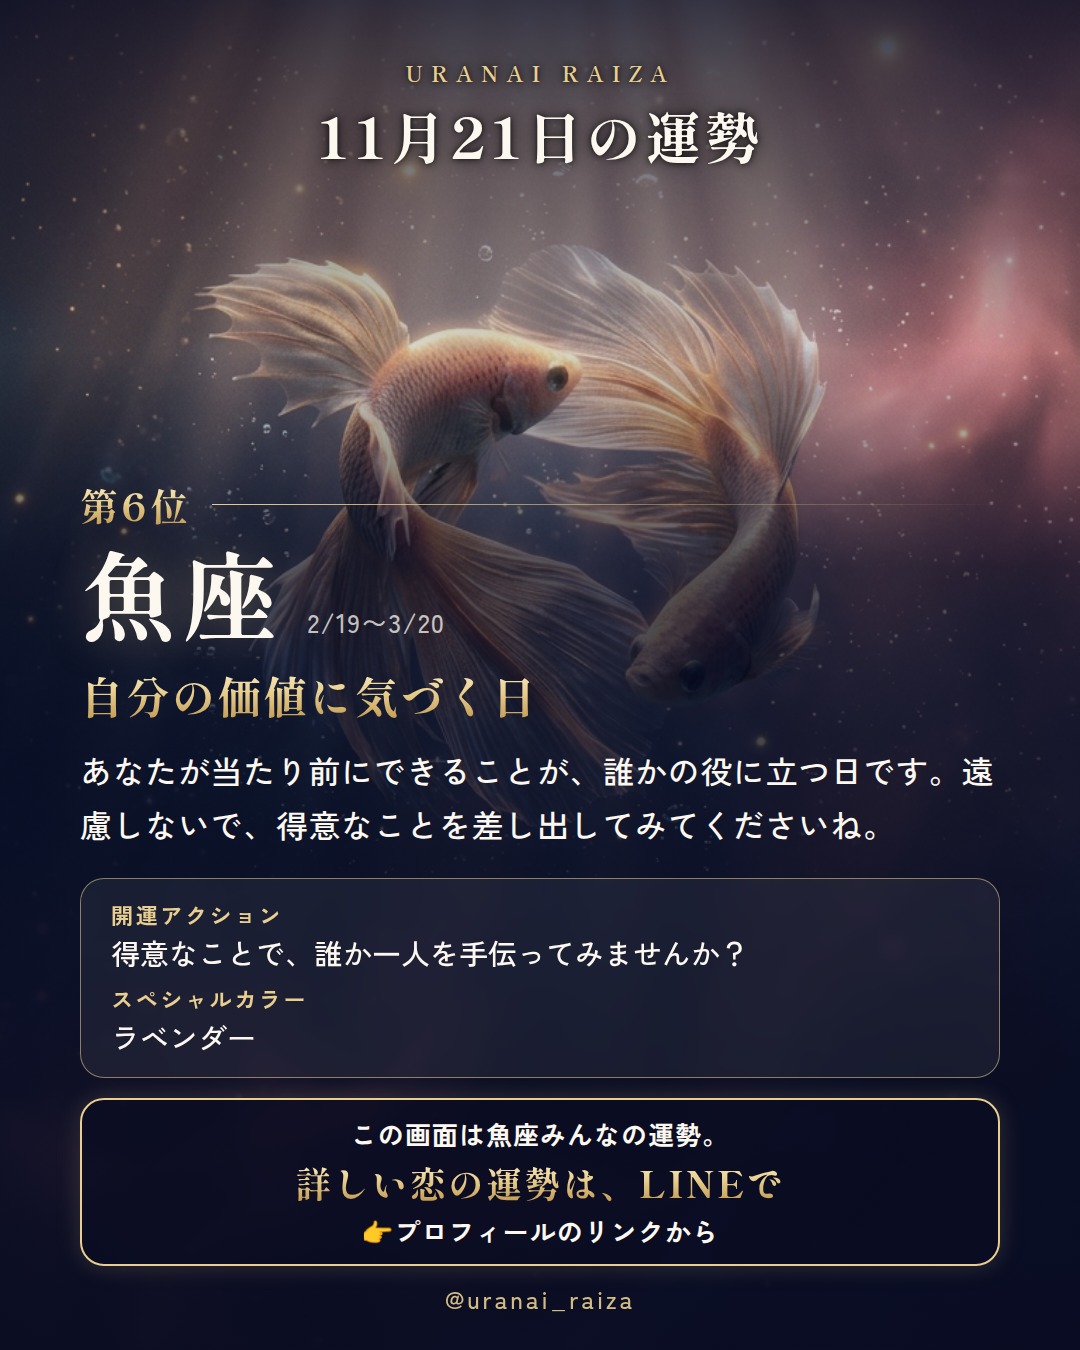 URANAI RAIZA
11月21日の運勢
第6位
魚座 2/19〜3/20
自分の価値に気づく日
あなたが当たり前にできることが、誰かの役に立つ日です。遠
慮しないで、得意なことを差し出してみてくださいね。
開運アクション
得意なことで、誰か一人を手伝ってみませんか？
スペシャルカラー
ラベンダー
この画面は魚座みんなの運勢。
詳しい恋の運勢は、LINEで
👉プロフィールのリンクから
@uranai_raiza